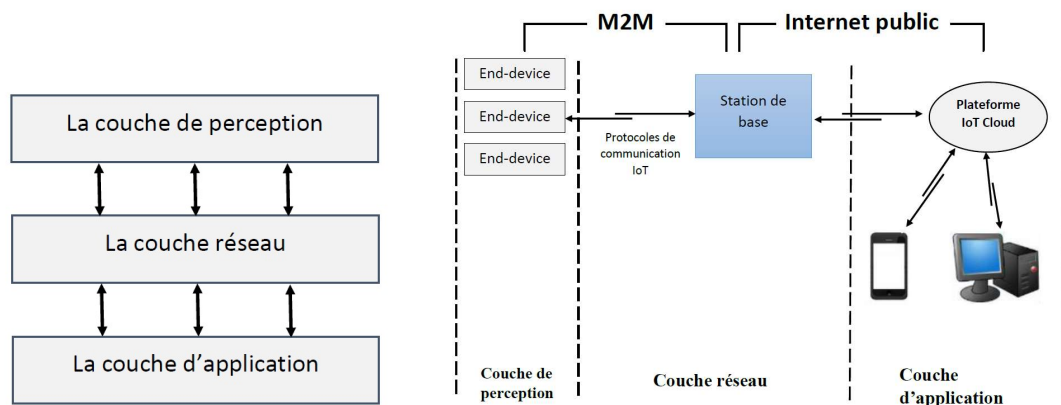 La couche de perception
La couche réseau
La couche d'application
M2M
Internet public
End-device
End-device
End-device
Protocoles de
communication
IoT
Station de
base
Plateforme
IoT Cloud
Couche de
perception
Couche réseau
Couche
d'application